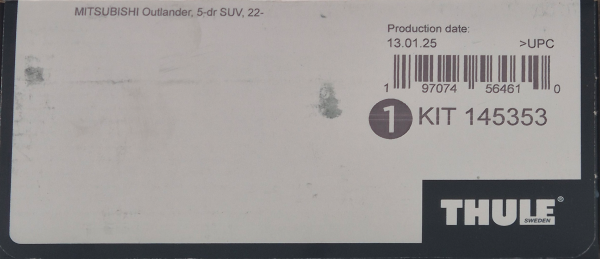 MITSUBISHI Outlander, 5-dr SUV, 22-
Production date:
13.01.25 >UPC
1 97074 56461 0
1 KIT 145353
THULE®
SWEDEN